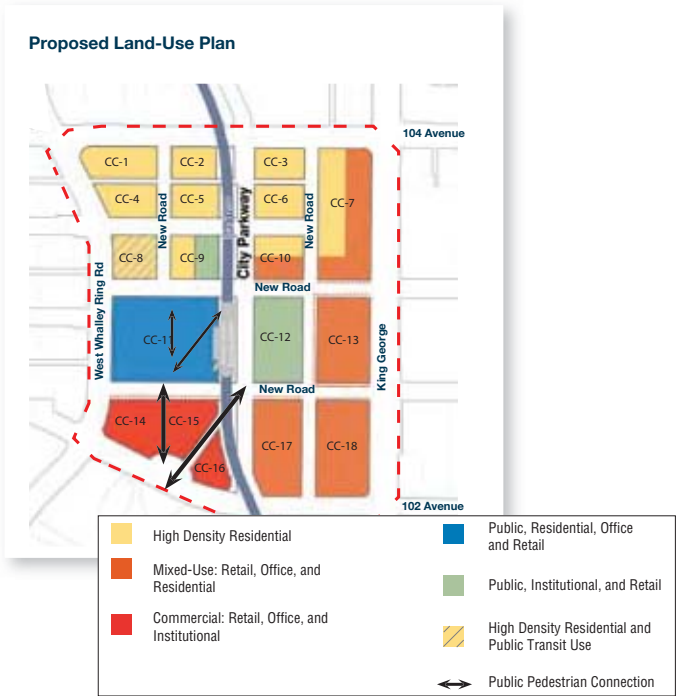 Proposed Land-Use Plan
104 Avenue
CC-1
CC-2
CC-3
CC-4
CC-5
CC-6
CC-7
New Road
City Parkway
New Road
CC-8
CC-9
CC-10
New Road
West Whalley Ring Rd
CC-11
CC-12
CC-13
King George
New Road
CC-14
CC-15
CC-16
CC-17
CC-18
102 Avenue
High Density Residential
Mixed-Use: Retail, Office, and
Residential
Commercial: Retail, Office, and
Institutional
Public, Residential, Office
and Retail
Public, Institutional, and Retail
High Density Residential and
Public Transit Use
Public Pedestrian Connection